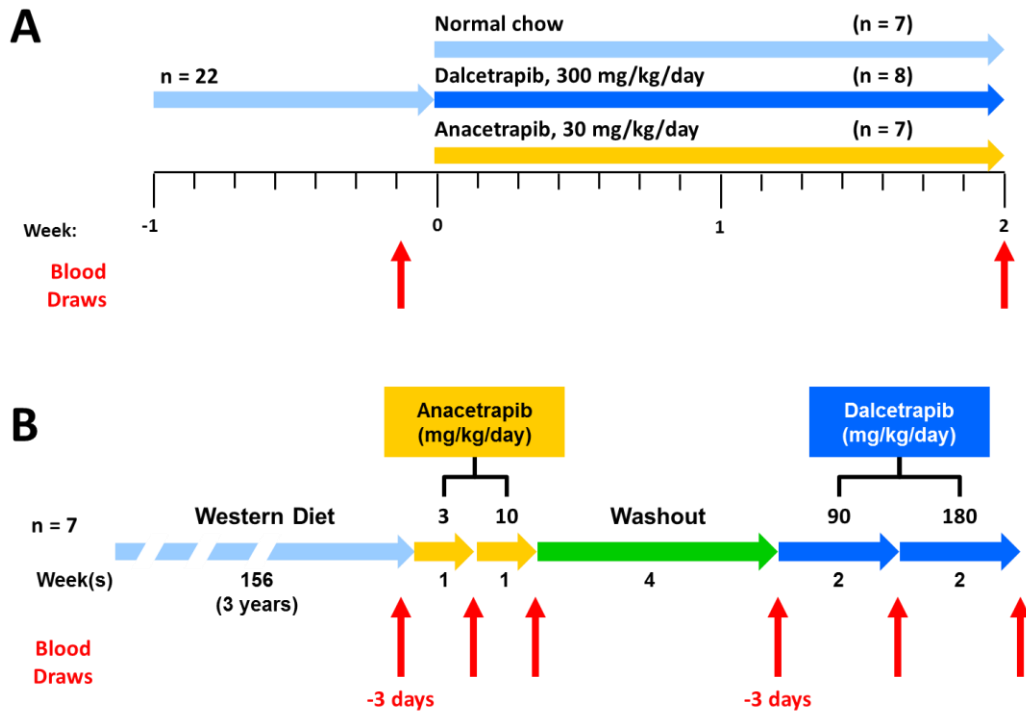 A
Normal chow (n = 7)
n = 22
Dalcetrapib, 300 mg/kg/day (n = 8)
Anacetrapib, 30 mg/kg/day (n = 7)
Week: -1 0 1 2
Blood
Draws
B
Anacetrapib
(mg/kg/day)
Dalcetrapib
(mg/kg/day)
n = 7
Western Diet 3 10 Washout 90 180
Week(s) 156 1 1 4 2 2
(3 years)
Blood
Draws
-3 days -3 days